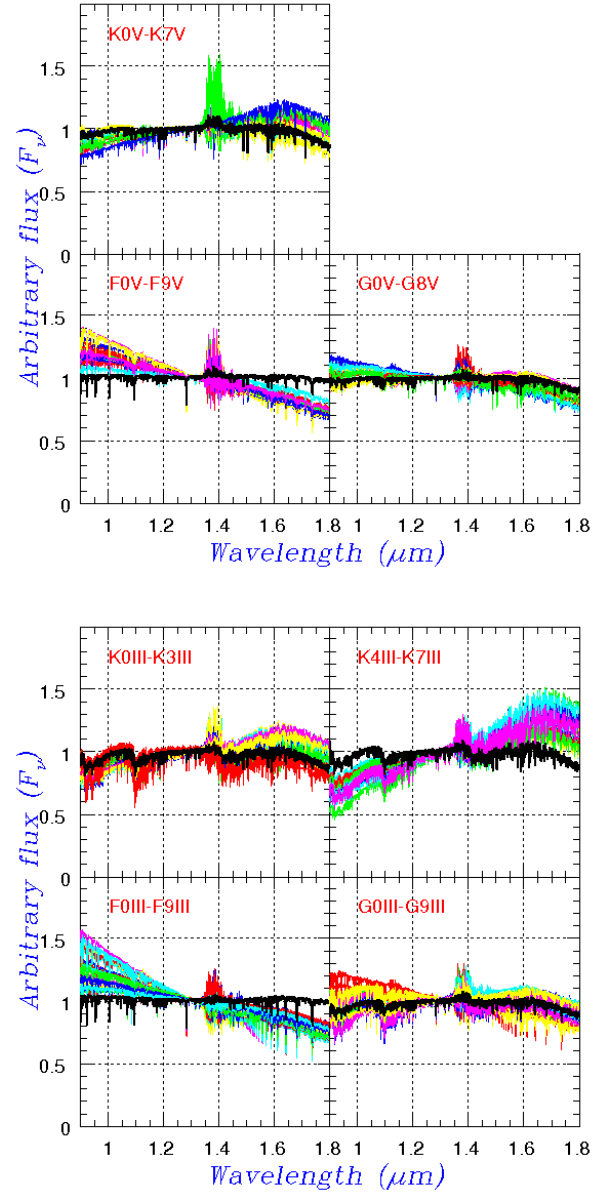 K0V-K7V
1.5
1
0.5
0
Arbitrary flux (Fν)
F0V-F9V
G0V-G8V
1.5
1
0.5
0
1 1.2 1.4 1.6 1.8 1 1.2 1.4 1.6 1.8
Wavelength (μm) Wavelength (μm)
K0III-K3III
K4III-K7III
1.5
1
0.5
0
Arbitrary flux (Fν)
F0III-F9III
G0III-G9III
1.5
1
0.5
0
1 1.2 1.4 1.6 1.8 1 1.2 1.4 1.6 1.8
Wavelength (μm) Wavelength (μm)